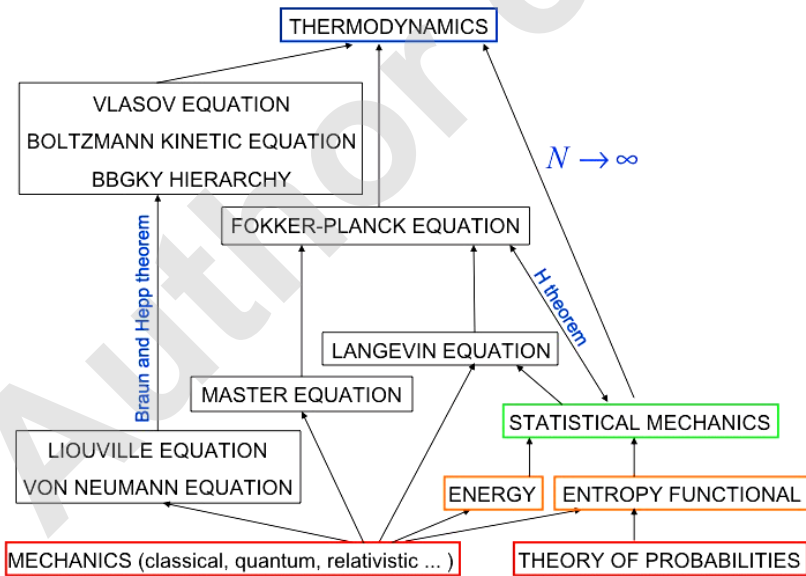 THERMODYNAMICS
VLASOV EQUATION
BOLTZMANN KINETIC EQUATION
BBGKY HIERARCHY
N → ∞
FOKKER-PLANCK EQUATION
Braun and Hepp theorem
H theorem
LANGEVIN EQUATION
MASTER EQUATION
STATISTICAL MECHANICS
LIOUVILLE EQUATION
VON NEUMANN EQUATION
ENERGY
ENTROPY FUNCTIONAL
MECHANICS (classical, quantum, relativistic ... )
THEORY OF PROBABILITIES
Author